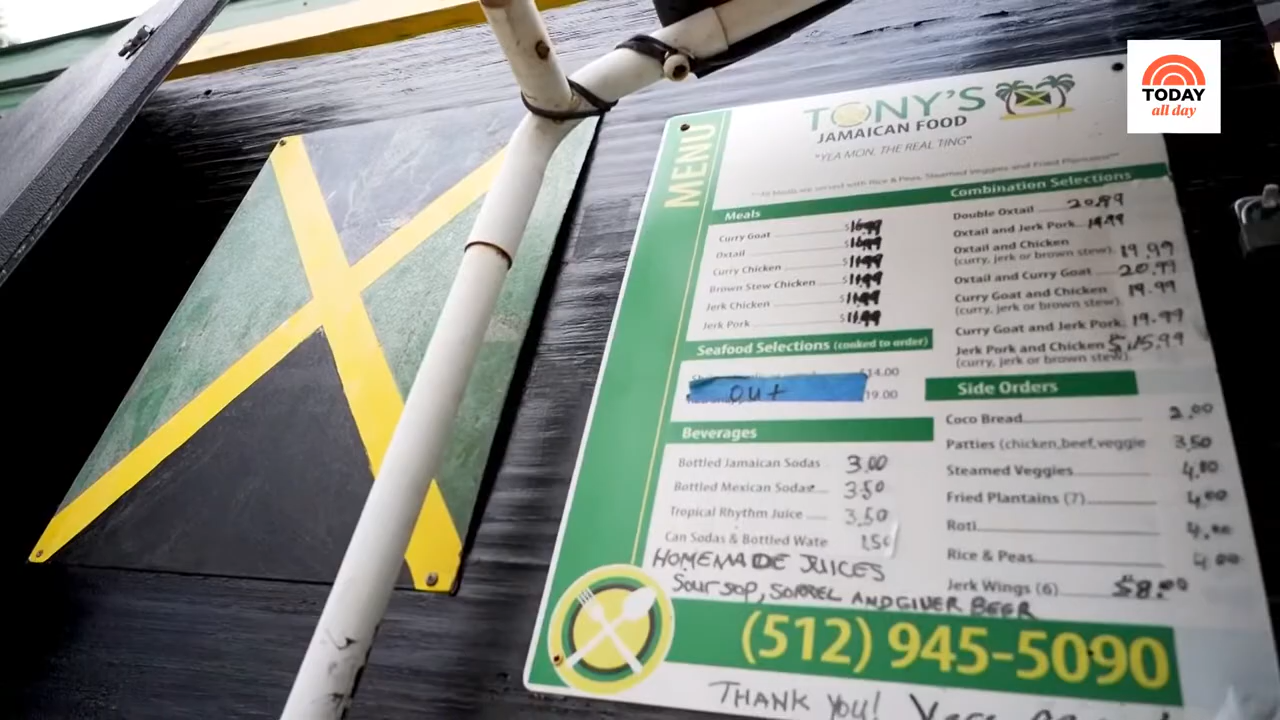 TODAY
all day
TONY'S
JAMAICAN FOOD
"YEA MON, THE REAL TING"
MENU
Meals
Curry Goat $16.99
Oxtail $16.99
Curry Chicken $11.99
Brown Stew Chicken $11.99
Jerk Chicken $11.99
Jerk Pork $11.99
Seafood Selections (cooked to order)
out
$14.00
19.00
Beverages
Bottled Jamaican Sodas 3.00
Bottled Mexican Sodas 3.50
Tropical Rhythm Juice 3.50
Can Sodas & Bottled Wate 1.50
HOMENADE JUICES
Sour sop, SORREL AND GIVER BEER
Combination Selections
Double Oxtail 20.99
Oxtail and Jerk Pork 19.99
Oxtail and Chicken
(curry, jerk or brown stew) 19.99
Oxtail and Curry Goat 20.99
Curry Goat and Chicken 19.99
(curry, jerk or brown stew)
Curry Goat and Jerk Pork 19.99
Jerk Pork and Chicken $15.99
(curry, jerk or brown stew)
Side Orders
Coco Bread 2.00
Patties (chicken,beef,veggie 3.50
Steamed Veggies 4.00
Fried Plantains (7) 4.00
Roti 4.00
Rice & Peas 4.00
Jerk Wings (6) $8.00
(512) 945-5090
THANK YOU!